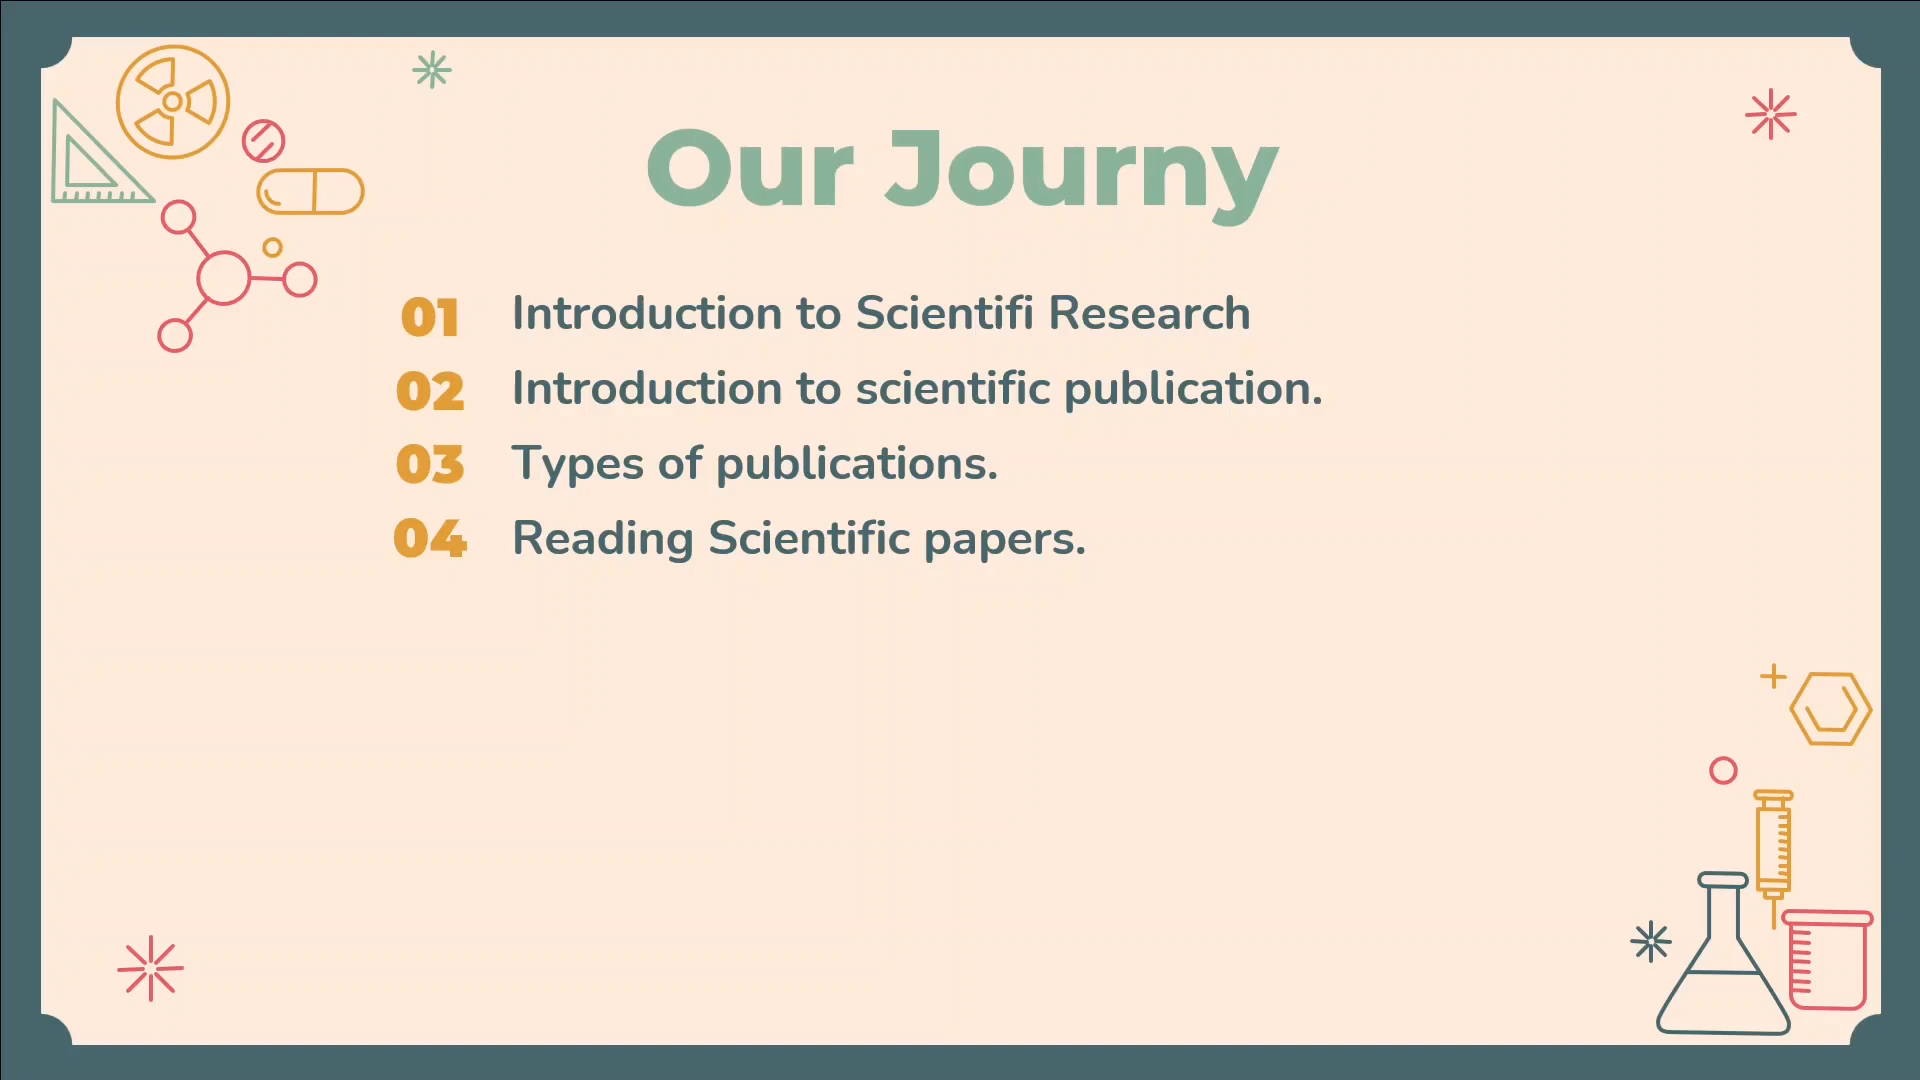 Our Journy
01 Introduction to Scientifi Research
02 Introduction to scientific publication.
03 Types of publications.
04 Reading Scientific papers.